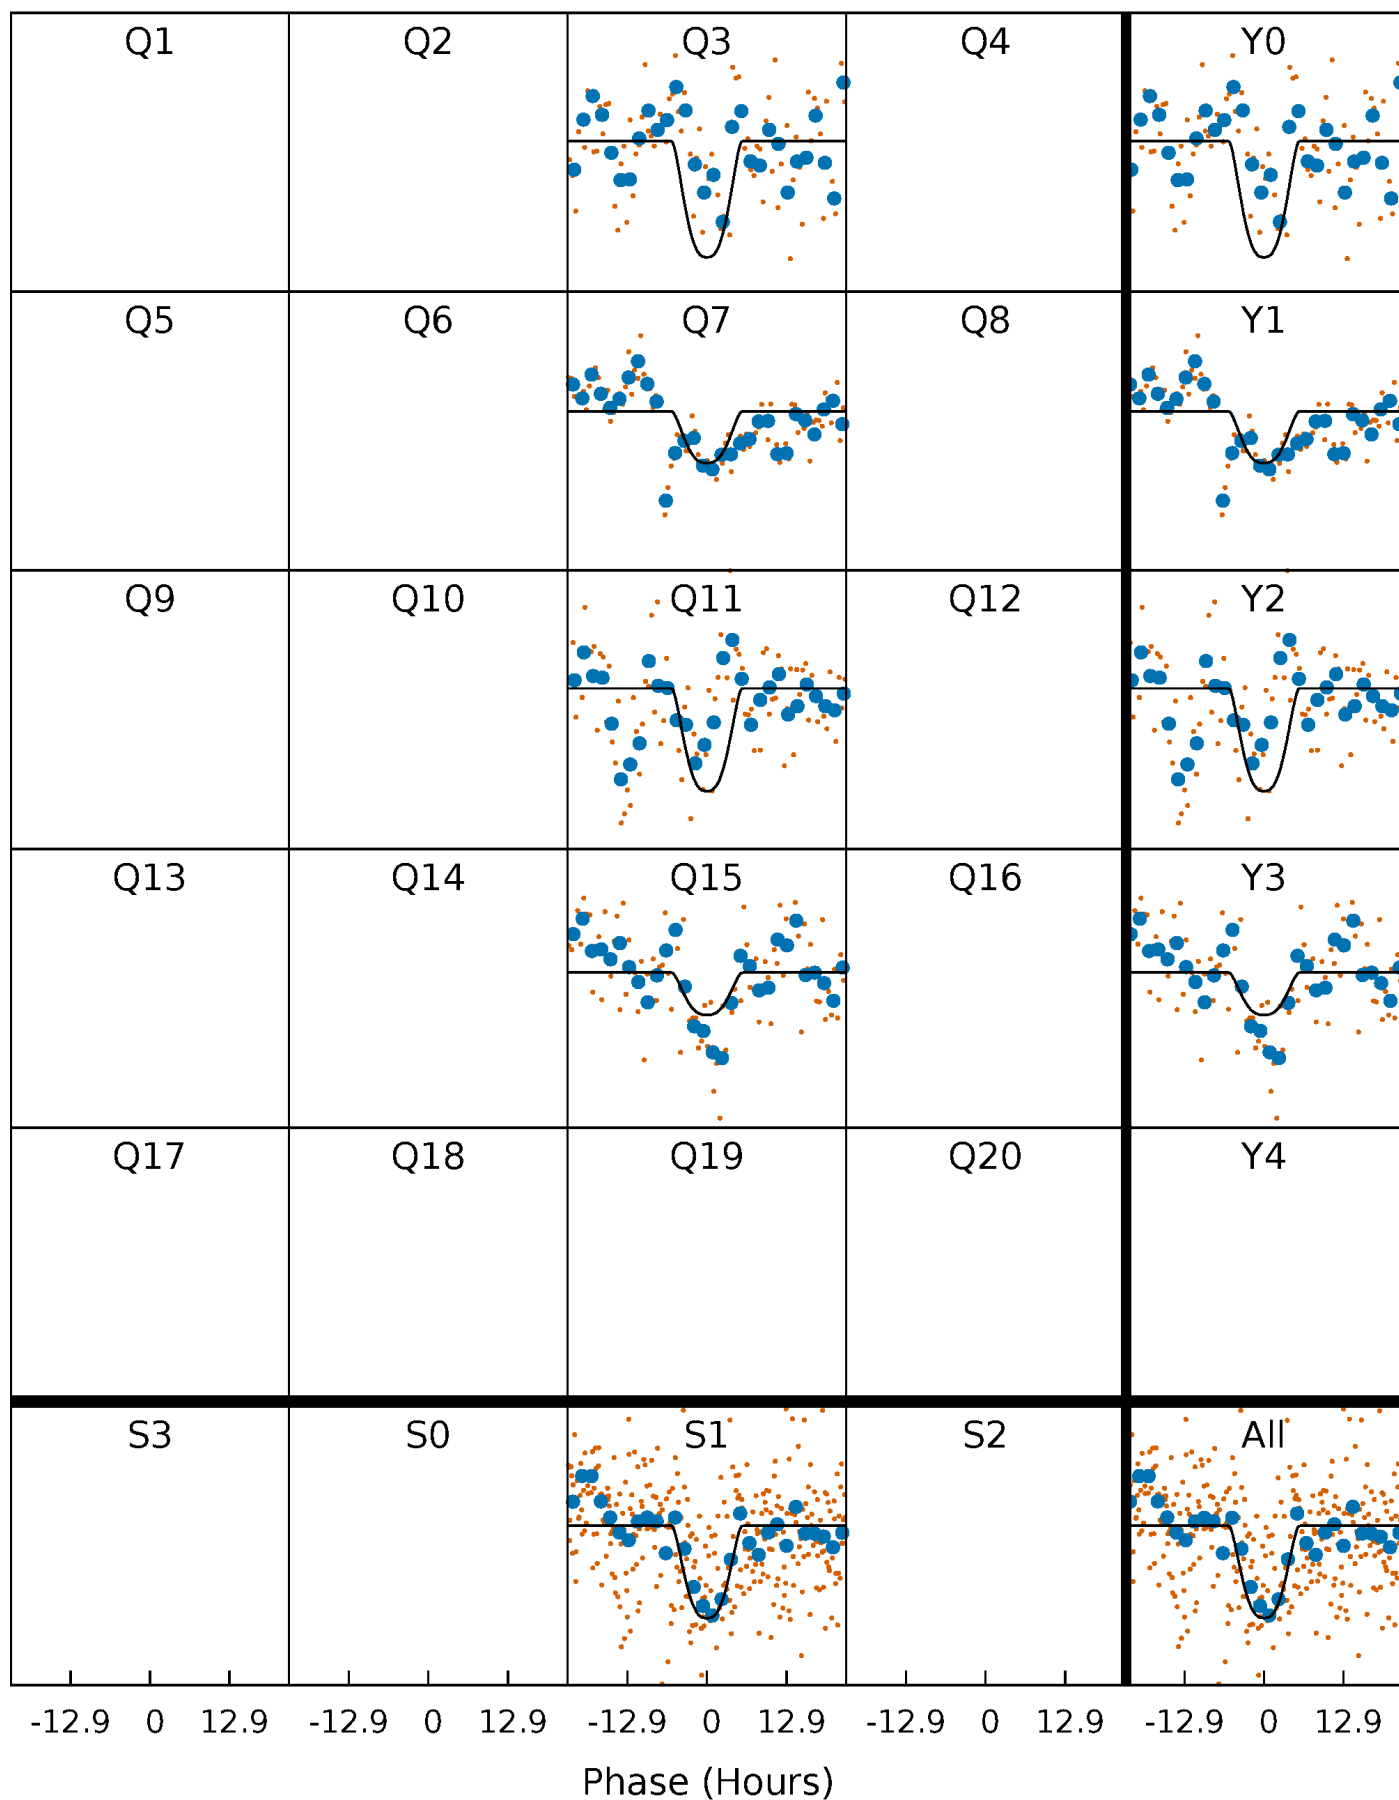 Q1 Q2 Q3 Q4 Y0
Q5 Q6 Q7 Q8 Y1
Q9 Q10 Q11 Q12 Y2
Q13 Q14 Q15 Q16 Y3
Q17 Q18 Q19 Q20 Y4
S3 S0 S1 S2 All
-12.9 0 12.9 -12.9 0 12.9 -12.9 0 12.9 -12.9 0 12.9 -12.9 0 12.9
Phase (Hours)